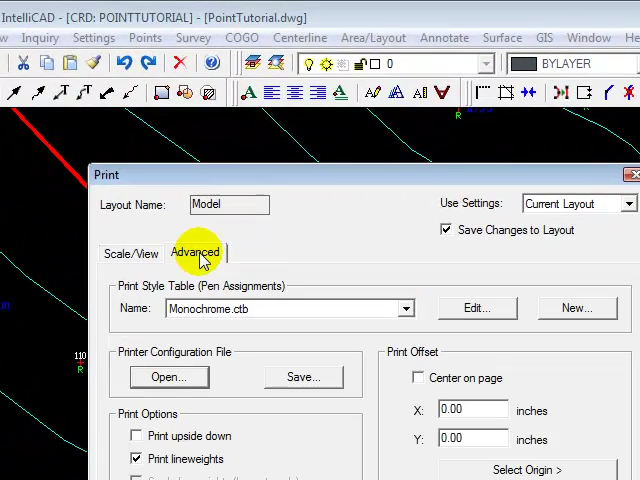 IntelliCAD - [CRD: POINTTUTORIAL] - [PointTutorial.dwg]
Inquiry Settings Points Survey COGO Centerline Area/Layout Annotate Surface GIS Window
0 BYLAYER
R
Print
Layout Name: Model Use Settings: Current Layout
Save Changes to Layout
Scale/View Advanced
Print Style Table (Pen Assignments)
Name: Monochrome.ctb Edit... New...
110
R
Printer Configuration File Print Offset
Open... Save... Center on page
X: 0.00 inches
Print Options
Print upside down Y: 0.00 inches
Print lineweights
Select Origin >